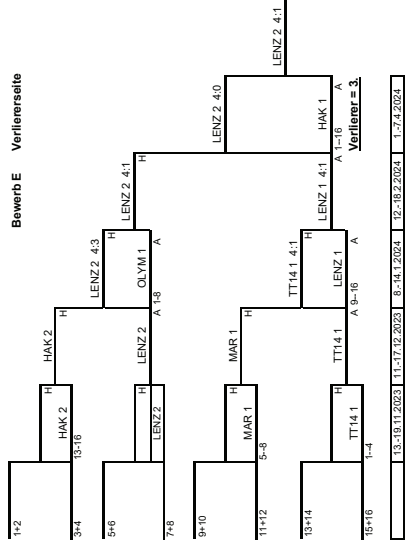 Bewerb E Verliererseite
1+2
3+4
5+6
7+8
9+10
11+12
13+14
15+16
H
HAK 2
13-16
H
LENZ 2
H
MAR 1
5--8
H
TT14 1
1--4
HAK 2
H
LENZ 2
A 1-8
MAR 1
H
TT14 1
A 9--16
LENZ 2 4:3
H
OLYM 1
A
TT14 1 4:1
H
LENZ 1
A
LENZ 2 4:1
H
LENZ 1 4:1
A 1--16
LENZ 2 4:0
HAK 1
A
Verlierer = 3.
LENZ 2 4:1
13.-19.11.2023
11.-17.12.2023
8.-14.1.2024
12.-18.2.2024
1.-7.4.2024